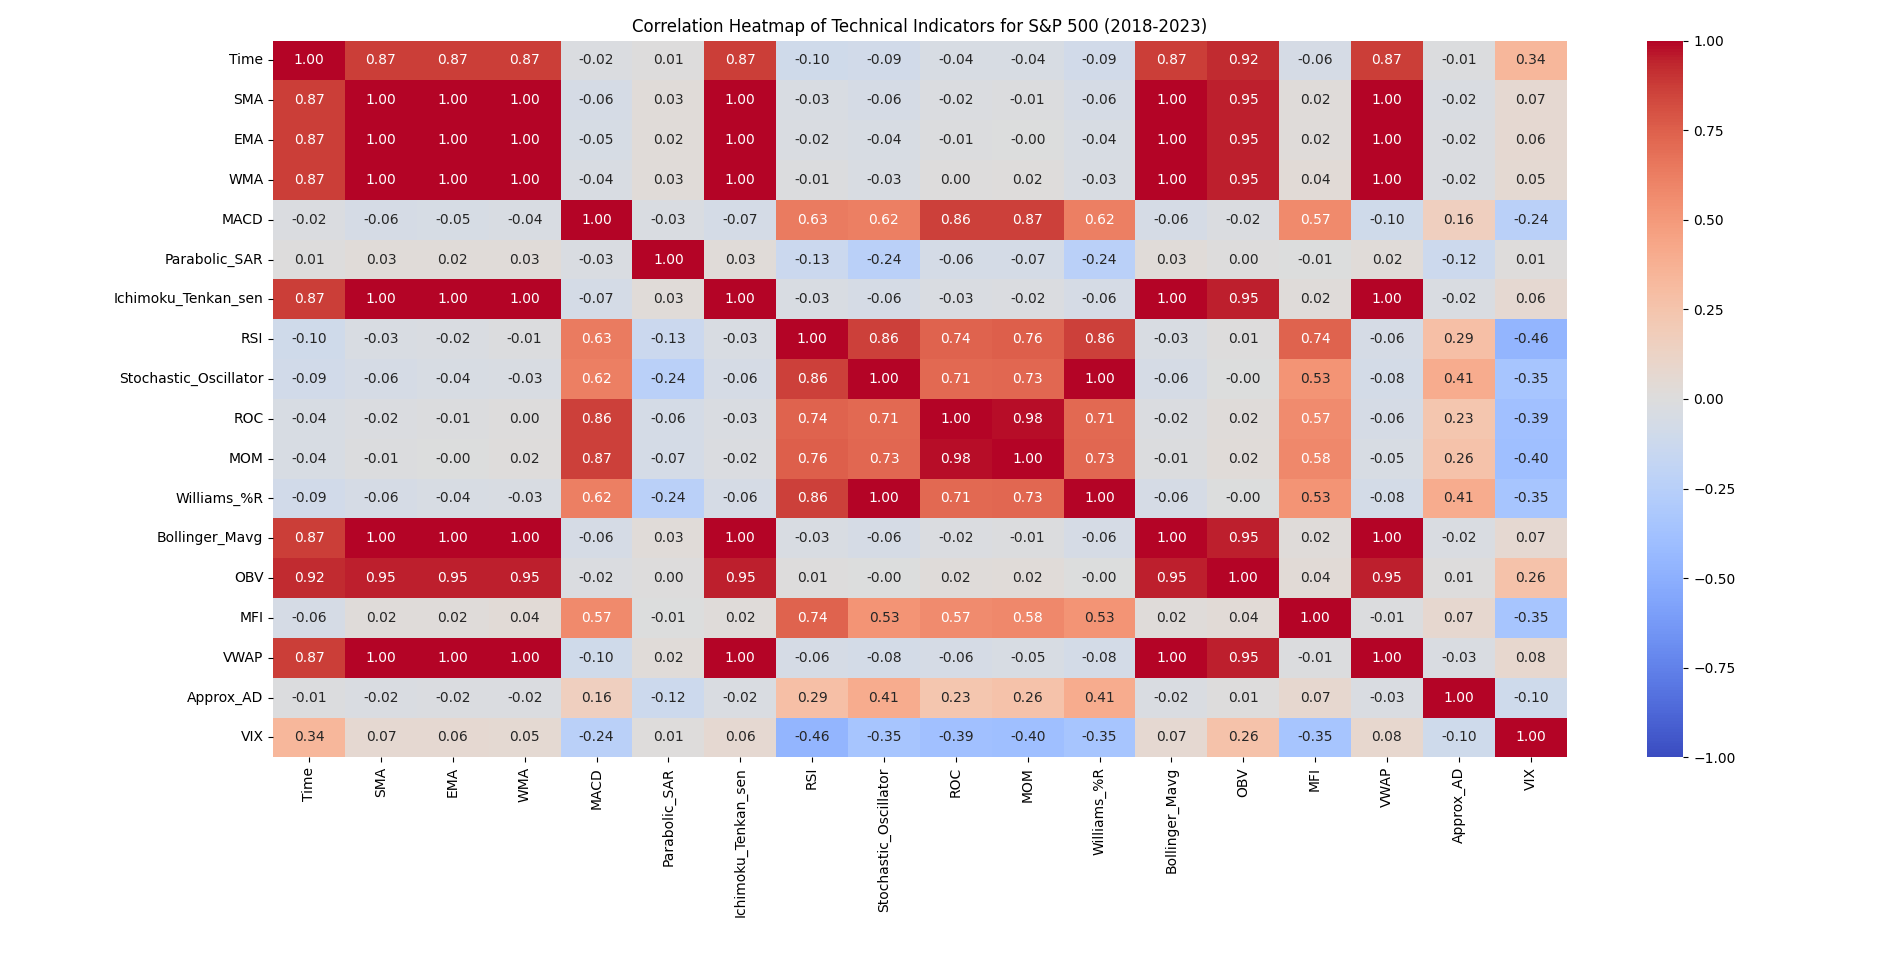 Correlation Heatmap of Technical Indicators for S&P 500 (2018-2023)
Time 1.00 0.87 0.87 0.87 -0.02 0.01 0.87 -0.10 -0.09 -0.04 -0.04 -0.09 0.87 0.92 -0.06 0.87 -0.01 0.34
SMA 0.87 1.00 1.00 1.00 -0.06 0.03 1.00 -0.03 -0.06 -0.02 -0.01 -0.06 1.00 0.95 0.02 1.00 -0.02 0.07
EMA 0.87 1.00 1.00 1.00 -0.05 0.02 1.00 -0.02 -0.04 -0.01 -0.00 -0.04 1.00 0.95 0.02 1.00 -0.02 0.06
WMA 0.87 1.00 1.00 1.00 -0.04 0.03 1.00 -0.01 -0.03 0.00 0.02 -0.03 1.00 0.95 0.04 1.00 -0.02 0.05
MACD -0.02 -0.06 -0.05 -0.04 1.00 -0.03 -0.07 0.63 0.62 0.86 0.87 0.62 -0.06 -0.02 0.57 -0.10 0.16 -0.24
Parabolic_SAR 0.01 0.03 0.02 0.03 -0.03 1.00 0.03 -0.13 -0.24 -0.06 -0.07 -0.24 0.03 0.00 -0.01 0.02 -0.12 0.01
Ichimoku_Tenkan_sen 0.87 1.00 1.00 1.00 -0.07 0.03 1.00 -0.03 -0.06 -0.03 -0.02 -0.06 1.00 0.95 0.02 1.00 -0.02 0.06
RSI -0.10 -0.03 -0.02 -0.01 0.63 -0.13 -0.03 1.00 0.86 0.74 0.76 0.86 -0.03 0.01 0.74 -0.06 0.29 -0.46
Stochastic_Oscillator -0.09 -0.06 -0.04 -0.03 0.62 -0.24 -0.06 0.86 1.00 0.71 0.73 1.00 -0.06 -0.00 0.53 -0.08 0.41 -0.35
ROC -0.04 -0.02 -0.01 0.00 0.86 -0.06 -0.03 0.74 0.71 1.00 0.98 0.71 -0.02 0.02 0.57 -0.06 0.23 -0.39
MOM -0.04 -0.01 -0.00 0.02 0.87 -0.07 -0.02 0.76 0.73 0.98 1.00 0.73 -0.01 0.02 0.58 -0.05 0.26 -0.40
Williams_%R -0.09 -0.06 -0.04 -0.03 0.62 -0.24 -0.06 0.86 1.00 0.71 0.73 1.00 -0.06 -0.00 0.53 -0.08 0.41 -0.35
Bollinger_Mavg 0.87 1.00 1.00 1.00 -0.06 0.03 1.00 -0.03 -0.06 -0.02 -0.01 -0.06 1.00 0.95 0.02 1.00 -0.02 0.07
OBV 0.92 0.95 0.95 0.95 -0.02 0.00 0.95 0.01 -0.00 0.02 0.02 -0.00 0.95 1.00 0.04 0.95 0.01 0.26
MFI -0.06 0.02 0.02 0.04 0.57 -0.01 0.02 0.74 0.53 0.57 0.58 0.53 0.02 0.04 1.00 -0.01 0.07 -0.35
VWAP 0.87 1.00 1.00 1.00 -0.10 0.02 1.00 -0.06 -0.08 -0.06 -0.05 -0.08 1.00 0.95 -0.01 1.00 -0.03 0.08
Approx_AD -0.01 -0.02 -0.02 -0.02 0.16 -0.12 -0.02 0.29 0.41 0.23 0.26 0.41 -0.02 0.01 0.07 -0.03 1.00 -0.10
VIX 0.34 0.07 0.06 0.05 -0.24 0.01 0.06 -0.46 -0.35 -0.39 -0.40 -0.35 0.07 0.26 -0.35 0.08 -0.10 1.00
Time
SMA
EMA
WMA
MACD
Parabolic_SAR
Ichimoku_Tenkan_sen
RSI
Stochastic_Oscillator
ROC
MOM
Williams_%R
Bollinger_Mavg
OBV
MFI
VWAP
Approx_AD
VIX
1.00
0.75
0.50
0.25
0.00
−0.25
−0.50
−0.75
−1.00